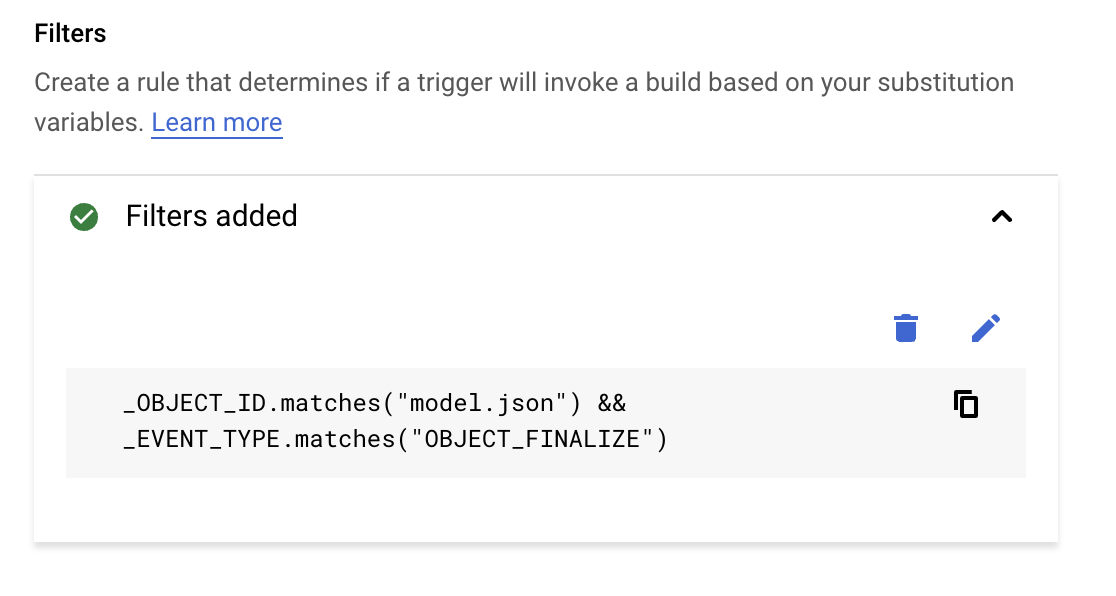 Filters
Create a rule that determines if a trigger will invoke a build based on your substitution
variables. Learn more
Filters added
_OBJECT_ID.matches("model.json") &&
_EVENT_TYPE.matches("OBJECT_FINALIZE")